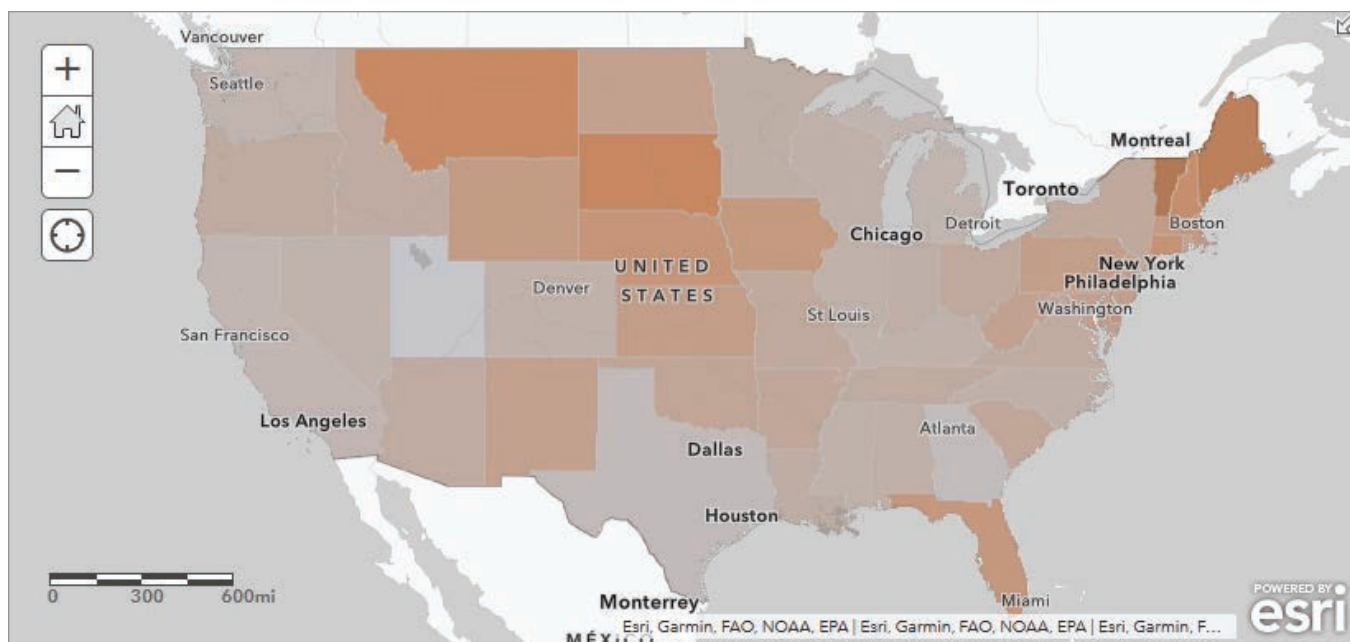 Vancouver
+
Seattle
−
Montreal
Toronto
Boston
Detroit
Chicago
New York
UNITED
STATES
Philadelphia
Denver
Washington
St Louis
San Francisco
Los Angeles
Atlanta
Dallas
Houston
0 300 600mi
Monterrey
Miami
POWERED BY
esri
Esri, Garmin, FAO, NOAA, EPA | Esri, Garmin, FAO, NOAA, EPA | Esri, Garmin, F...
MÉXICO